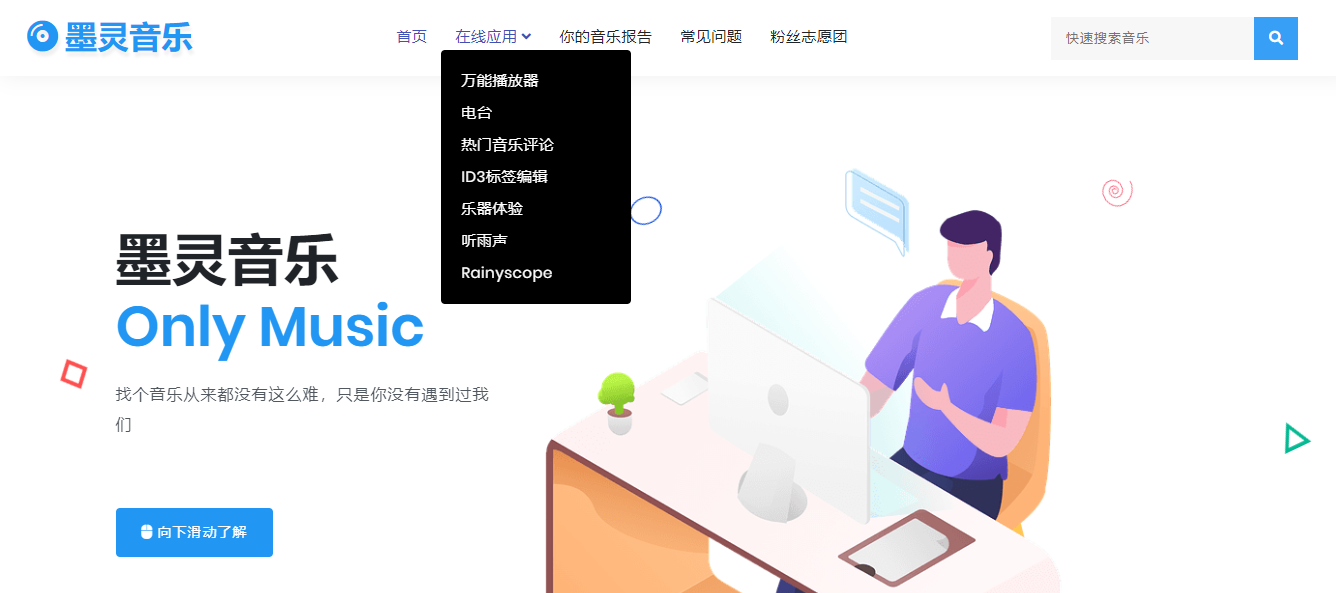 墨灵音乐
首页
在线应用
你的音乐报告
常见问题
粉丝志愿团
快速搜索音乐
万能播放器
电台
热门音乐评论
ID3标签编辑
乐器体验
听雨声
Rainyscope
墨灵音乐
Only Music
找个音乐从来都没有这么难，只是你没有遇到过我
们
向下滑动了解